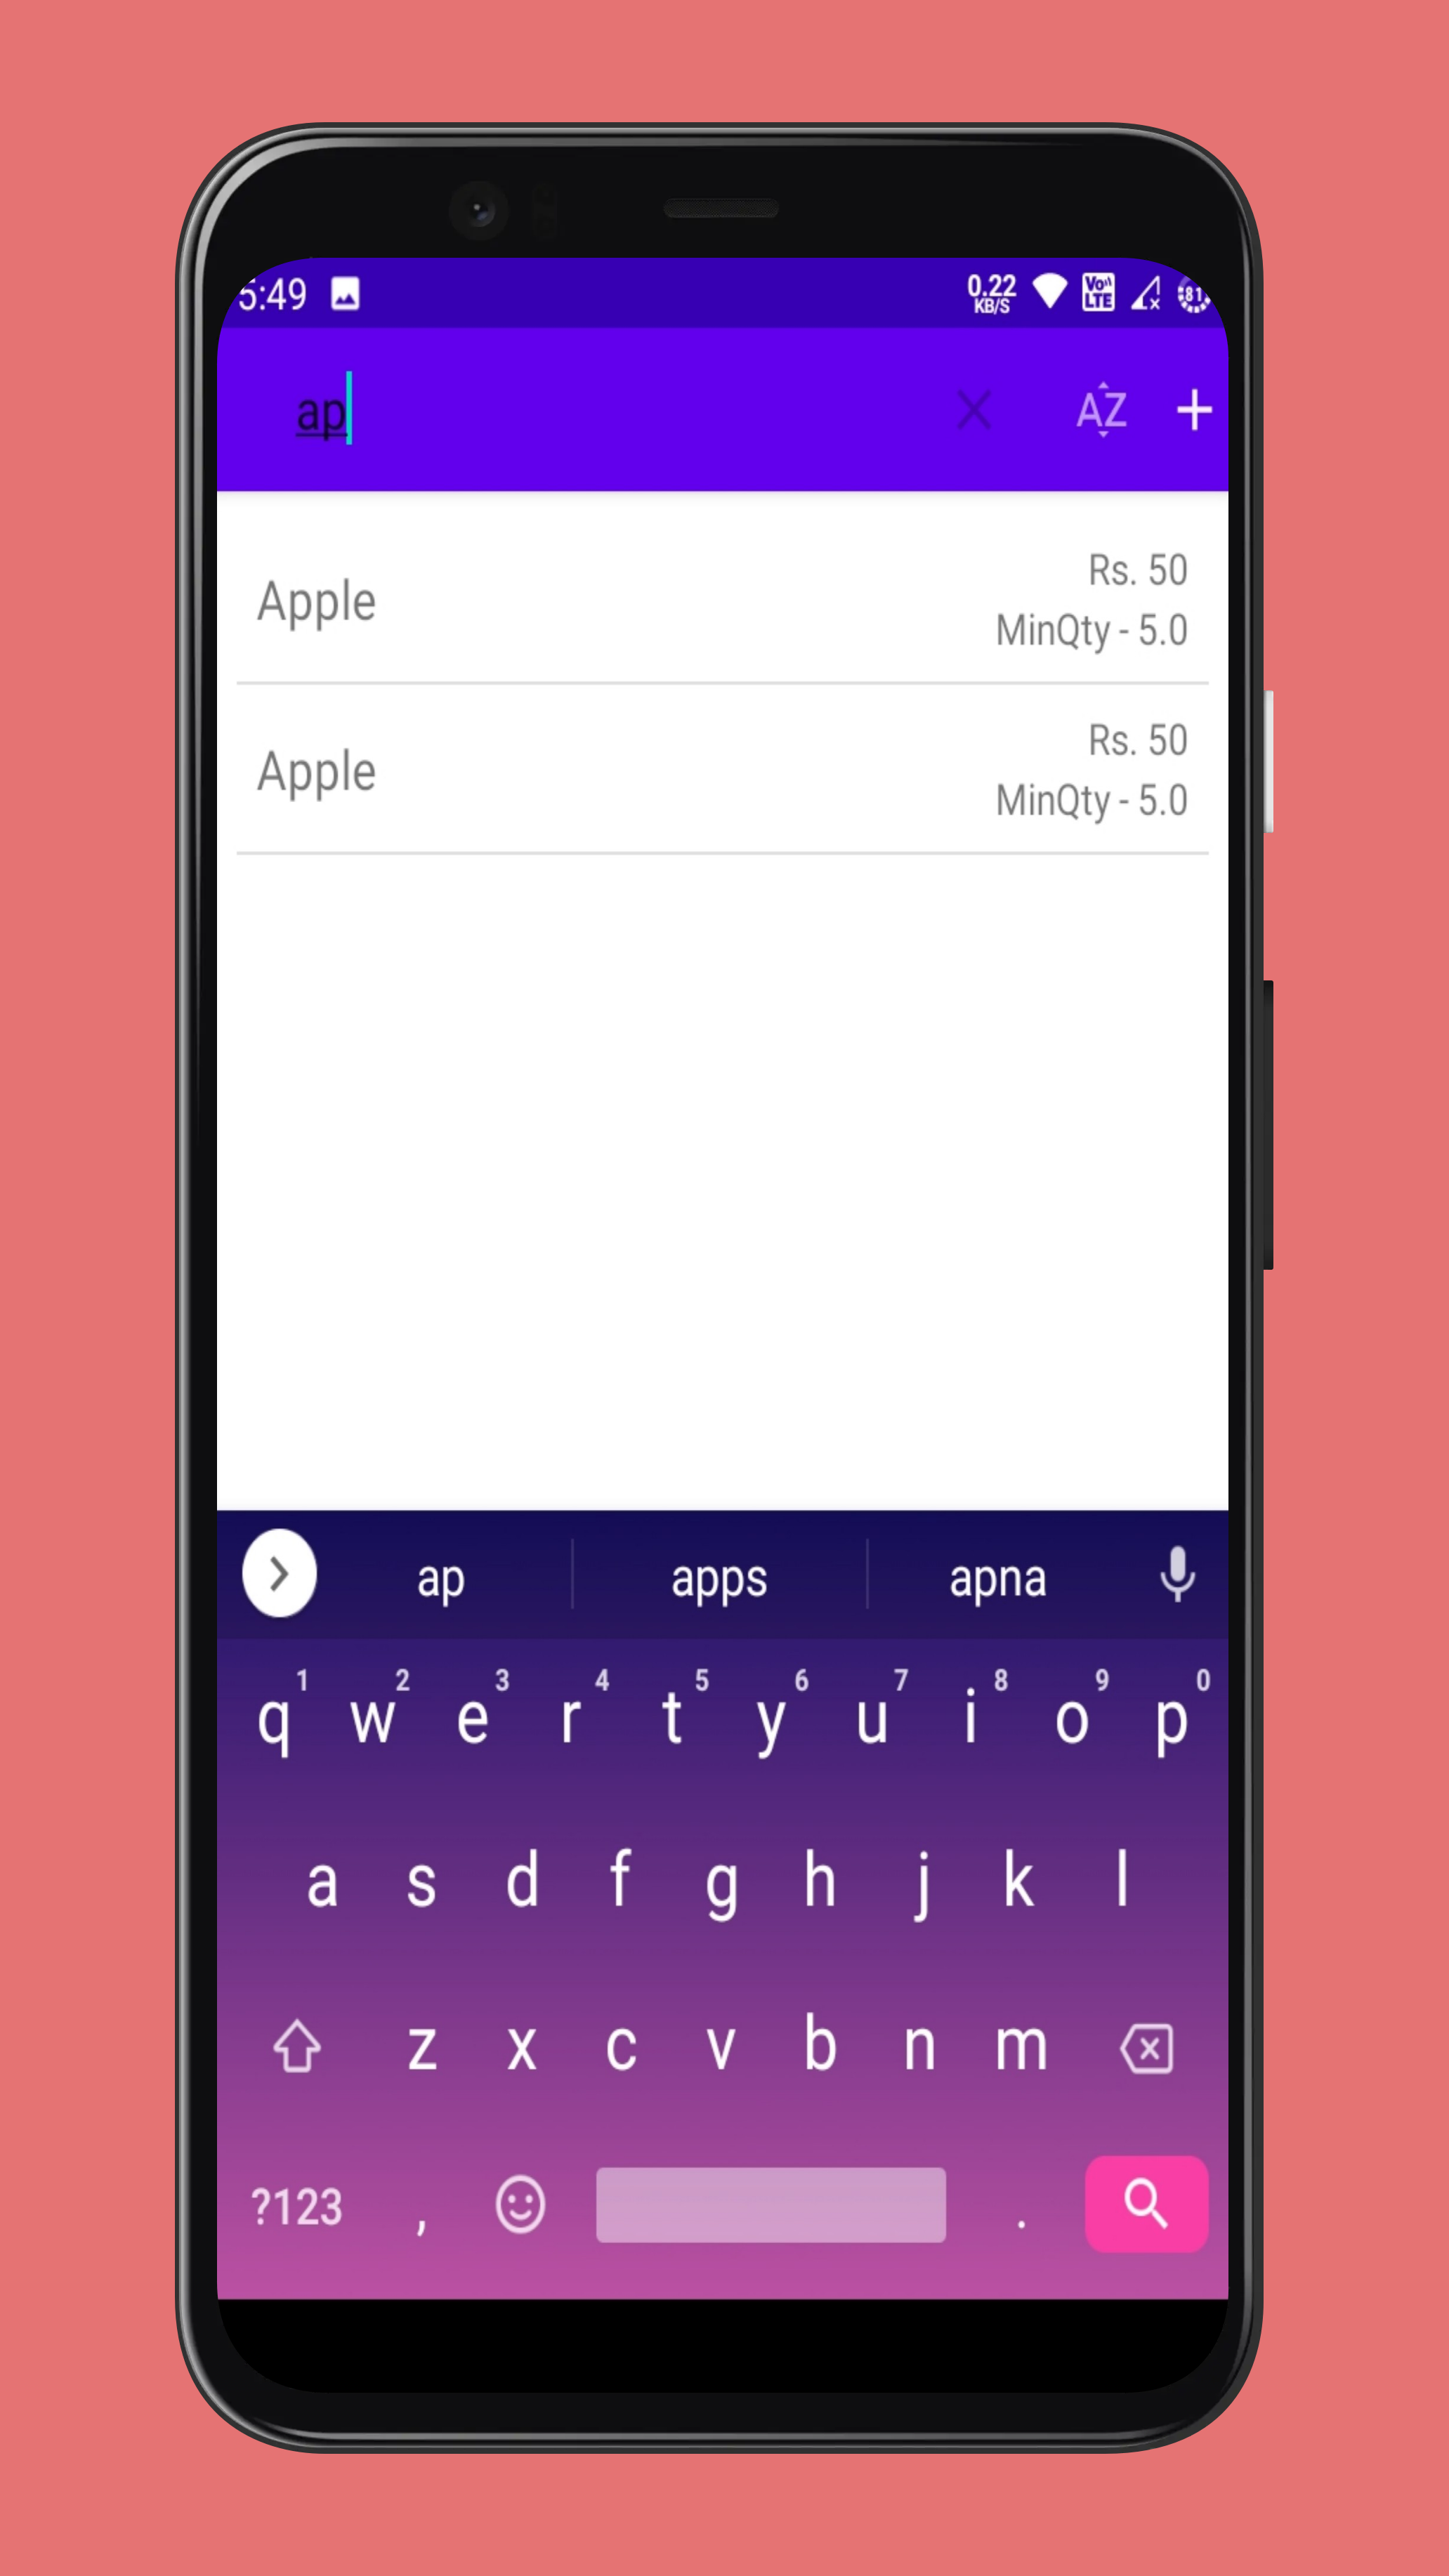 5:49 0.22 KB/S Vo)) LTE 81
ap AZ
Apple Rs. 50
MinQty - 5.0
Apple Rs. 50
MinQty - 5.0
ap apps apna
1 2 3 4 5 6 7 8 9 0
q w e r t y u i o p
a s d f g h j k l
z x c v b n m
?123 , .